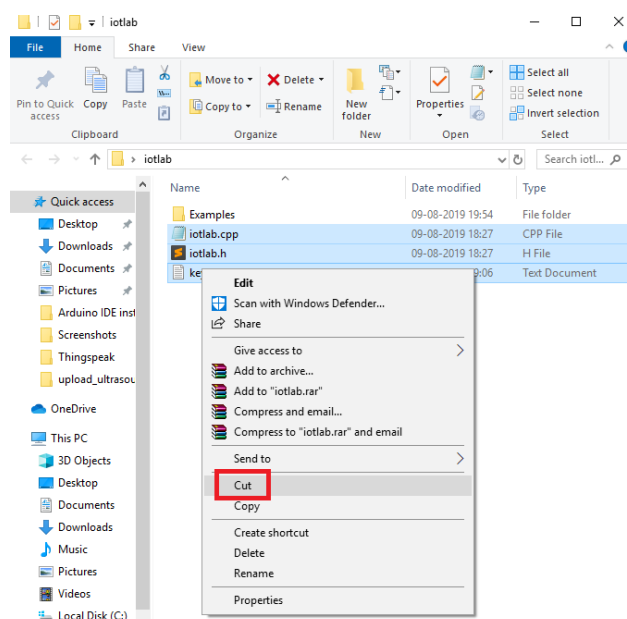 iotlab
File Home Share View
Pin to Quick access
Copy
Paste
Move to
Copy to
Delete
Rename
New folder
Properties
Select all
Select none
Invert selection
Clipboard Organize New Open Select
iotlab
Search iotl...
Name Date modified Type
Quick access
Desktop
Downloads
Documents
Pictures
Arduino IDE inst
Screenshots
Thingspeak
upload_ultrasou
OneDrive
This PC
3D Objects
Desktop
Documents
Downloads
Music
Pictures
Videos
Local Disk (C:)
Examples 09-08-2019 19:54 File folder
iotlab.cpp 09-08-2019 18:27 CPP File
iotlab.h 09-08-2019 18:27 H File
ke 9:06 Text Document
Edit
Scan with Windows Defender...
Share
Give access to
Add to archive...
Add to "iotlab.rar"
Compress and email...
Compress to "iotlab.rar" and email
Send to
Cut
Copy
Create shortcut
Delete
Rename
Properties